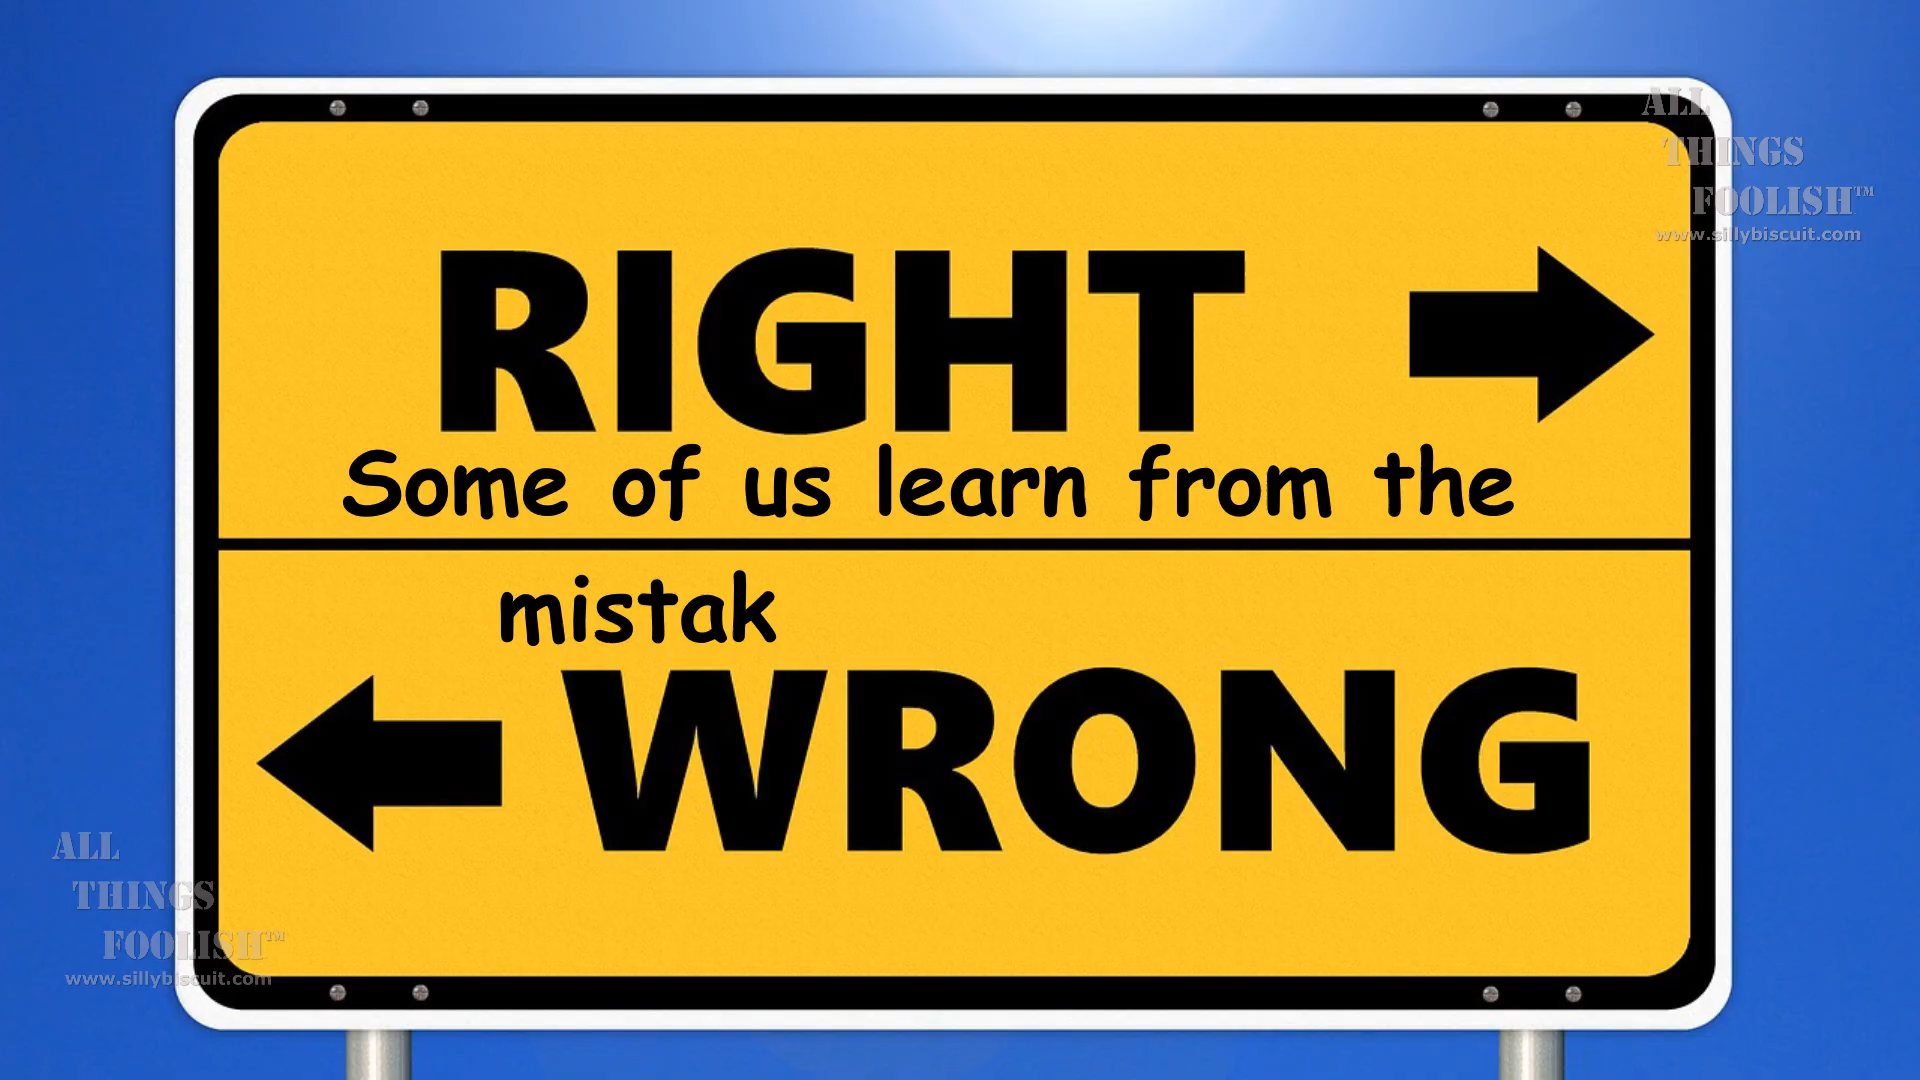 RIGHT
Some of us learn from the
mistak
WRONG
ALL
THINGS
FOOLISH™
www.sillybiscuit.com
ALL
THINGS
FOOLISH™
www.sillybiscuit.com